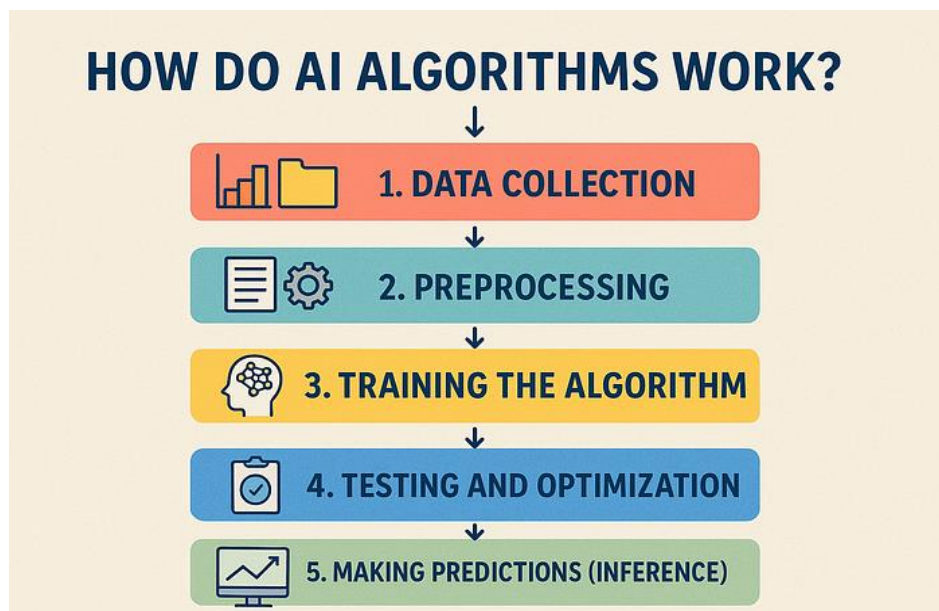 HOW DO AI ALGORITHMS WORK?
1. DATA COLLECTION
2. PREPROCESSING
3. TRAINING THE ALGORITHM
4. TESTING AND OPTIMIZATION
5. MAKING PREDICTIONS (INFERENCE)